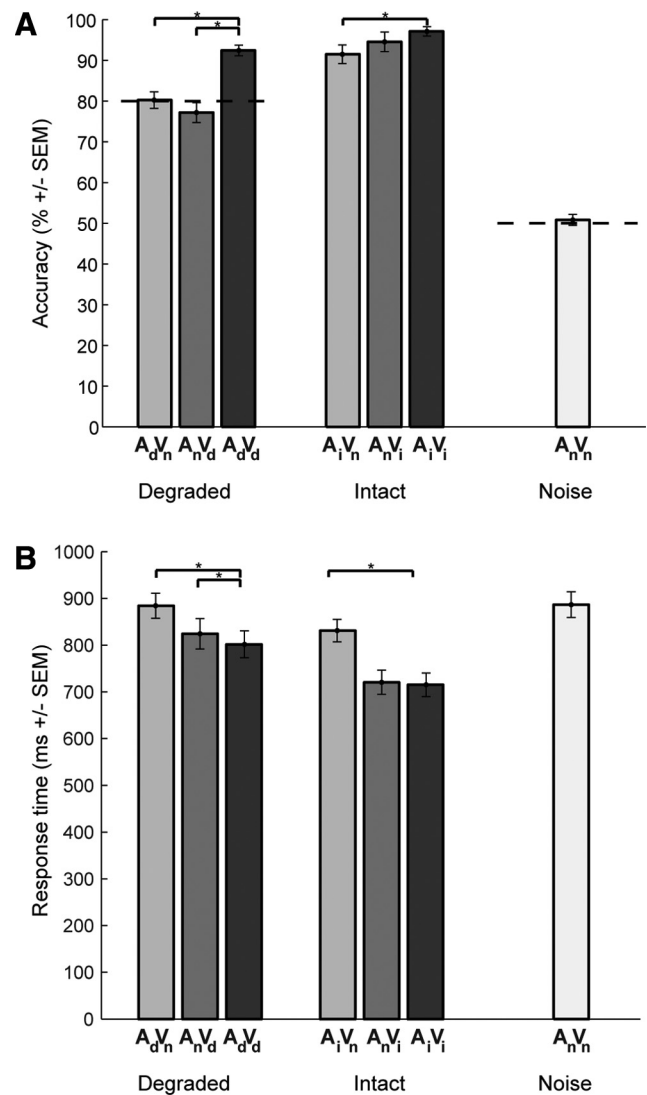 A
100
90
80
70
60
50
40
30
20
10
0
Accuracy (% +/- SEM)
* * *
AdVn AnVd AdVd AiVn AnVi AiVi AnVn
Degraded Intact Noise
B
1000
900
800
700
600
500
400
300
200
100
0
Response time (ms +/- SEM)
* * *
AdVn AnVd AdVd AiVn AnVi AiVi AnVn
Degraded Intact Noise